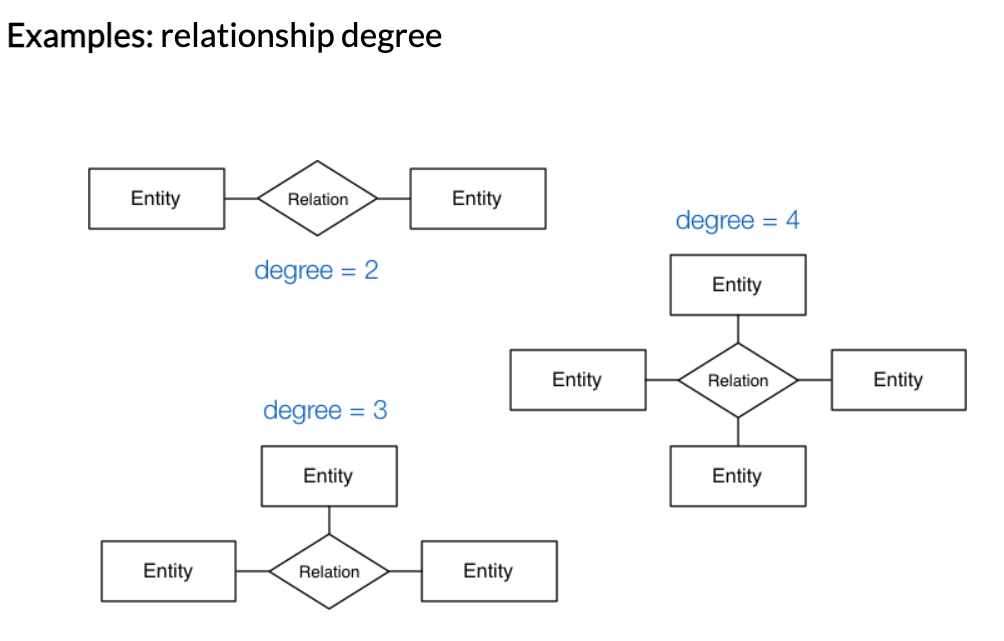 Examples: relationship degree
Entity
Relation
Entity
degree = 2
degree = 4
Entity
Entity
Relation
Entity
Entity
degree = 3
Entity
Entity
Relation
Entity